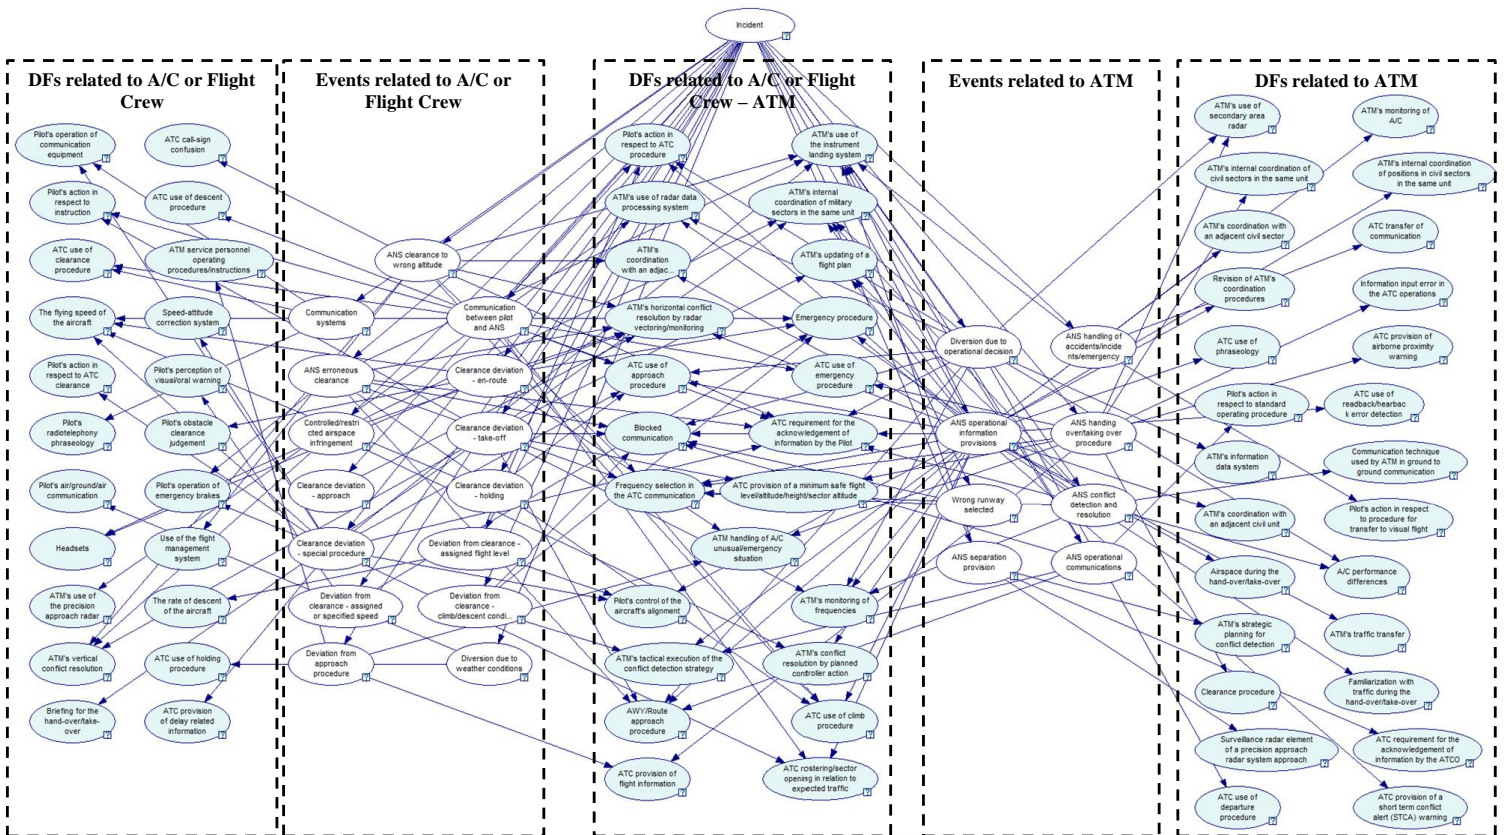 Incident
DFs related to A/C or Flight
Crew
Pilot's operation of
communication
equipment
ATC call-sign
confusion
Pilot's action in
respect to
instruction
ATC use of descent
procedure
ATC use of
clearance
procedure
ATM service personnel
operating
procedures/instructions
The flying speed of
the aircraft
Speed-attitude
correction system
Pilot's action in
respect to ATC
clearance
Pilot's perception of
visual/oral warning
Pilot's
radiotelephony
phraseology
Pilot's obstacle
clearance
judgement
Pilot's air/ground/air
communication
Pilot's operation of
emergency brakes
Headsets
Use of the flight
management
system
ATM's use of
the precision
approach radar
The rate of descent
of the aircraft
ATM's vertical
conflict resolution
ATC use of holding
procedure
Briefing for the
hand-over/take-
over
ATC provision
of delay related
information
Events related to A/C or
Flight Crew
ANS clearance to
wrong altitude
Communication
systems
Communication
between pilot
and ANS
ANS erroneous
clearance
Clearance deviation
- en-route
Controlled/restri
cted airspace
infringement
Clearance deviation
- take-off
Clearance deviation
- approach
Clearance deviation
- holding
Clearance deviation
- special procedure
Deviation from clearance -
assigned flight level
Deviation from
clearance - assigned
or specified speed
Deviation from
clearance -
climb/descent condi...
Deviation from
approach
procedure
Diversion due to
weather conditions
DFs related to A/C or Flight
Crew – ATM
Pilot's action in
respect to ATC
procedure
ATM's use of
the instrument
landing system
ATM's use of radar data
processing system
ATM's internal
coordination of military
sectors in the same unit
ATM's
coordination
with an adjac...
ATM's updating of a
flight plan
ATM's horizontal conflict
resolution by radar
vectoring/monitoring
Emergency procedure
ATC use of
approach
procedure
ATC use of
emergency
procedure
Blocked
communication
ATC requirement for the
acknowledgement of
information by the Pilot
Frequency selection in
the ATC communication
ATC provision of a minimum safe flight
level/altitude/height/sector altitude
ATM handling of A/C
unusual/emergency
situation
Pilot's control of the
aircraft's alignment
ATM's monitoring of
frequencies
ATM's tactical execution of the
conflict detection strategy
ATM's conflict
resolution by planned
controller action
AWY/Route
approach
procedure
ATC use of climb
procedure
ATC provision of
flight information
ATC rostering/sector
opening in relation to
expected traffic
Events related to ATM
Diversion due to
operational decision
ANS handling of
accidents/incide
nts/emergency
ANS operational
information
provisions
ANS handing
over/taking over
procedure
Wrong runway
selected
ANS conflict
detection and
resolution
ANS separation
provision
ANS operational
communications
DFs related to ATM
ATM's use of
secondary area
radar
ATM's monitoring of
A/C
ATM's internal coordination of
civil sectors in the same unit
ATM's internal coordination
of positions in civil sectors
in the same unit
ATM's coordination with
an adjacent civil sector
ATC transfer of
communication
Revision of ATM's
coordination
procedures
Information input error in
the ATC operations
ATC use of
phraseology
ATC provision of
airborne proximity
warning
Pilot's action in
respect to standard
operating procedure
ATC use of
readback/hearbac
k error detection
ATM's information
data system
Communication technique
used by ATM in ground to
ground communication
ATM's coordination with
an adjacent civil unit
Pilot's action in respect
to procedure for
transfer to visual flight
Airspace during the
hand-over/take-over
A/C performance
differences
ATM's strategic
planning for
conflict detection
ATM's traffic transfer
Clearance procedure
Familiarization with
traffic during the
hand-over/take-over
Surveillance radar element
of a precision approach
radar system approach
ATC requirement for the
acknowledgement of
information by the ATCO
ATC use of
departure
procedure
ATC provision of a
short term conflict
alert (STCA) warning